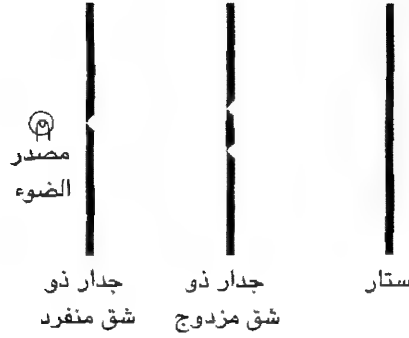 مصدر
الضوء
جدار ذو
شق منفرد
جدار ذو
شق مزدوج
ستار